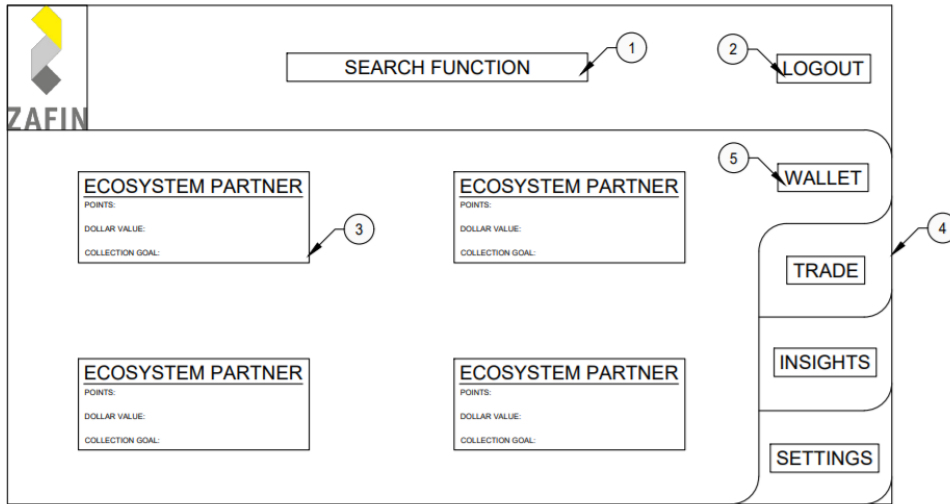 ZAFIN
SEARCH FUNCTION
1
2
LOGOUT
ECOSYSTEM PARTNER
POINTS:
DOLLAR VALUE:
COLLECTION GOAL:
3
ECOSYSTEM PARTNER
POINTS:
DOLLAR VALUE:
COLLECTION GOAL:
5
WALLET
4
TRADE
ECOSYSTEM PARTNER
POINTS:
DOLLAR VALUE:
COLLECTION GOAL:
ECOSYSTEM PARTNER
POINTS:
DOLLAR VALUE:
COLLECTION GOAL:
INSIGHTS
SETTINGS